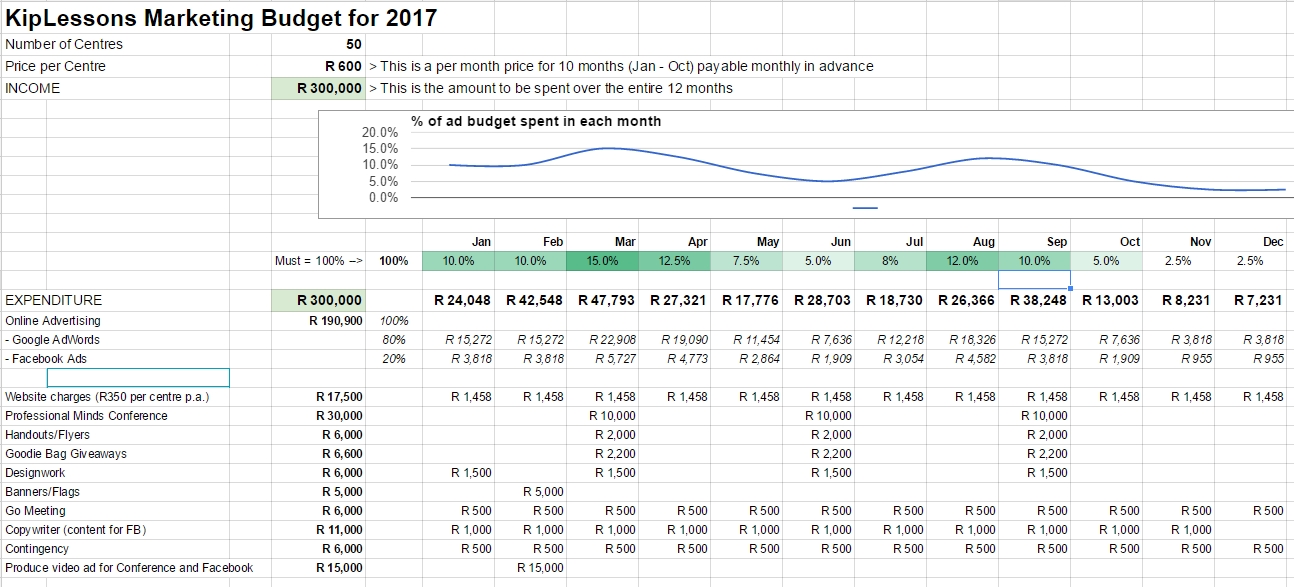 KipLessons Marketing Budget for 2017
Number of Centres 50
Price per Centre R 600 > This is a per month price for 10 months (Jan - Oct) payable monthly in advance
INCOME R 300,000 > This is the amount to be spent over the entire 12 months
% of ad budget spent in each month
20.0%
15.0%
10.0%
5.0%
0.0%
Jan Feb Mar Apr May Jun Jul Aug Sep Oct Nov Dec
Must = 100% --> 100% 10.0% 10.0% 15.0% 12.5% 7.5% 5.0% 8% 12.0% 10.0% 5.0% 2.5% 2.5%
EXPENDITURE R 300,000 R 24,048 R 42,548 R 47,793 R 27,321 R 17,776 R 28,703 R 18,730 R 26,366 R 38,248 R 13,003 R 8,231 R 7,231
Online Advertising R 190,900 100%
- Google AdWords 80% R 15,272 R 15,272 R 22,908 R 19,090 R 11,454 R 7,636 R 12,218 R 18,326 R 15,272 R 7,636 R 3,818 R 3,818
- Facebook Ads 20% R 3,818 R 3,818 R 5,727 R 4,773 R 2,864 R 1,909 R 3,054 R 4,582 R 3,818 R 1,909 R 955 R 955
Website charges (R350 per centre p.a.) R 17,500 R 1,458 R 1,458 R 1,458 R 1,458 R 1,458 R 1,458 R 1,458 R 1,458 R 1,458 R 1,458 R 1,458 R 1,458
Professional Minds Conference R 30,000 R 10,000 R 10,000 R 10,000
Handouts/Flyers R 6,000 R 2,000 R 2,000 R 2,000
Goodie Bag Giveaways R 6,600 R 2,200 R 2,200 R 2,200
Designwork R 6,000 R 1,500 R 1,500 R 1,500 R 1,500
Banners/Flags R 5,000 R 5,000
Go Meeting R 6,000 R 500 R 500 R 500 R 500 R 500 R 500 R 500 R 500 R 500 R 500 R 500 R 500
Copywriter (content for FB) R 11,000 R 1,000 R 1,000 R 1,000 R 1,000 R 1,000 R 1,000 R 1,000 R 1,000 R 1,000 R 1,000 R 1,000
Contingency R 6,000 R 500 R 500 R 500 R 500 R 500 R 500 R 500 R 500 R 500 R 500 R 500 R 500
Produce video ad for Conference and Facebook R 15,000 R 15,000